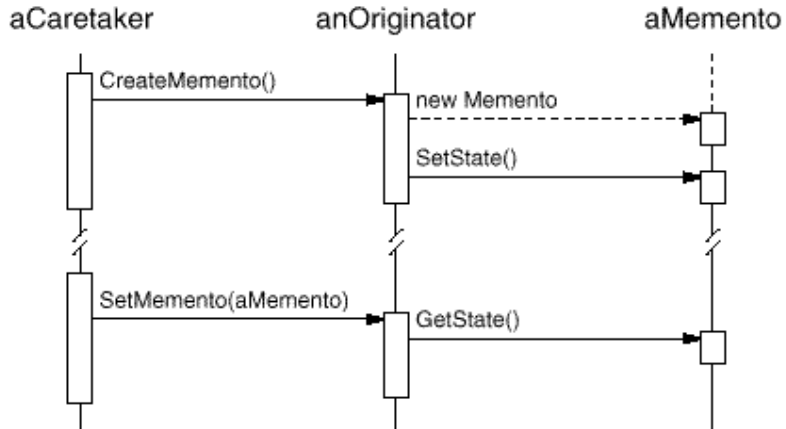 aCaretaker anOriginator aMemento
CreateMemento()
new Memento
SetState()
SetMemento(aMemento)
GetState()